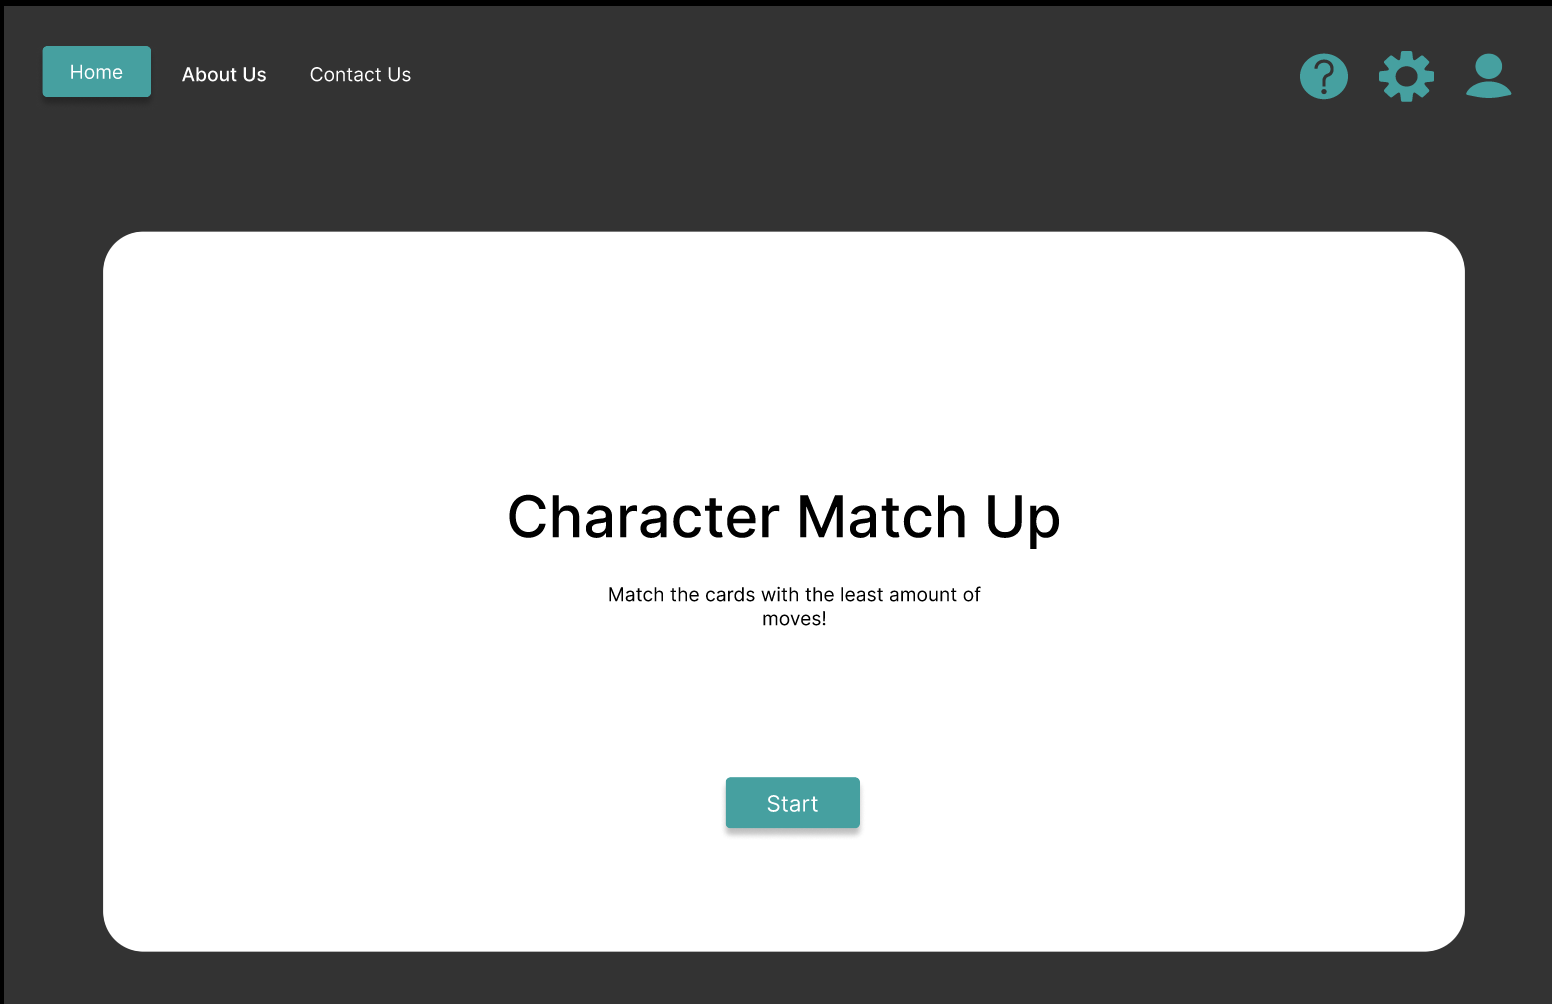 Home
About Us
Contact Us
Character Match Up
Match the cards with the least amount of
moves!
Start